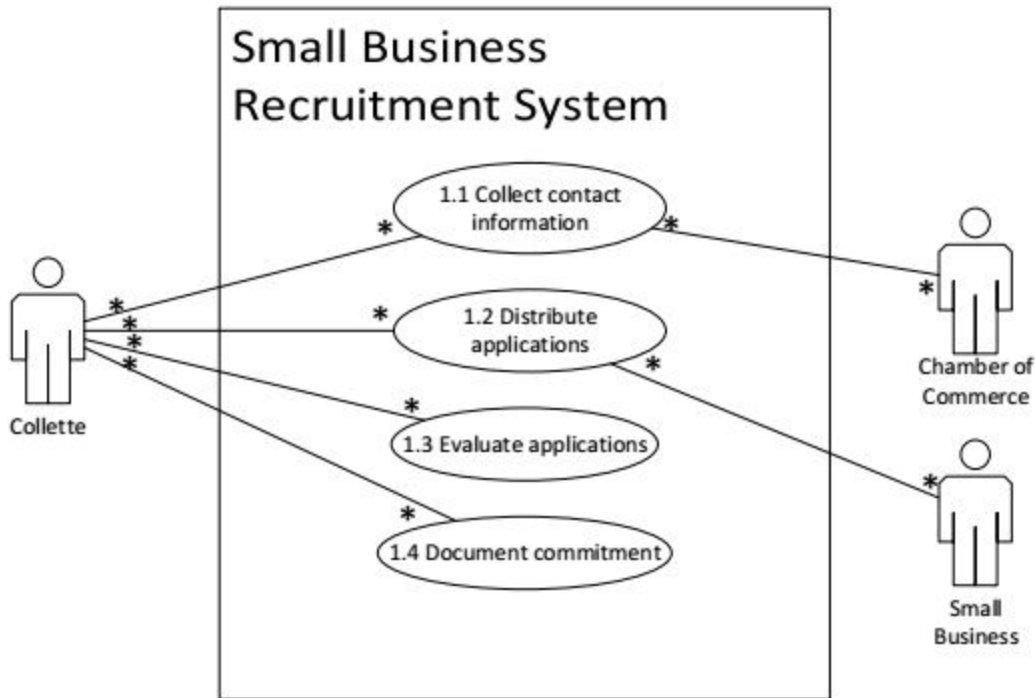 Small Business
Recruitment System
1.1 Collect contact
information
*
*
*
*
*
*
*
*
1.2 Distribute
applications
*
*
Chamber of
Commerce
Collette
*
1.3 Evaluate applications
*
*
1.4 Document commitment
Small
Business